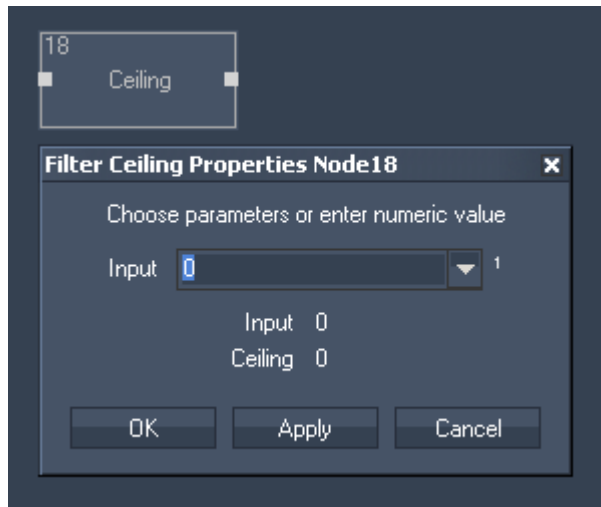 18
Ceiling
Filter Ceiling Properties Node18
Choose parameters or enter numeric value
Input 0 1
Input 0
Ceiling 0
OK Apply Cancel